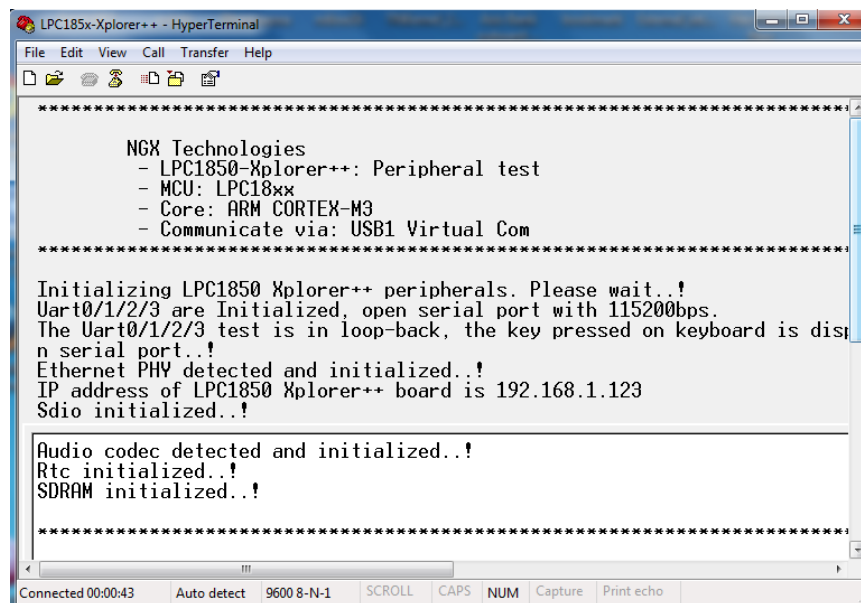 LPC185x-Xplorer++ - HyperTerminal
File Edit View Call Transfer Help
******************************************************************************
NGX Technologies
- LPC1850-Xplorer++: Peripheral test
- MCU: LPC18xx
- Core: ARM CORTEX-M3
- Communicate via: USB1 Virtual Com
******************************************************************************
Initializing LPC1850 Xplorer++ peripherals. Please wait..!
Uart0/1/2/3 are Initialized, open serial port with 115200bps.
The Uart0/1/2/3 test is in loop-back, the key pressed on keyboard is disp
n serial port..!
Ethernet PHY detected and initialized..!
IP address of LPC1850 Xplorer++ board is 192.168.1.123
Sdio initialized..!
Audio codec detected and initialized..!
Rtc initialized..!
SDRAM initialized..!
******************************************************************************
Connected 00:00:43 Auto detect 9600 8-N-1 SCROLL CAPS NUM Capture Print echo